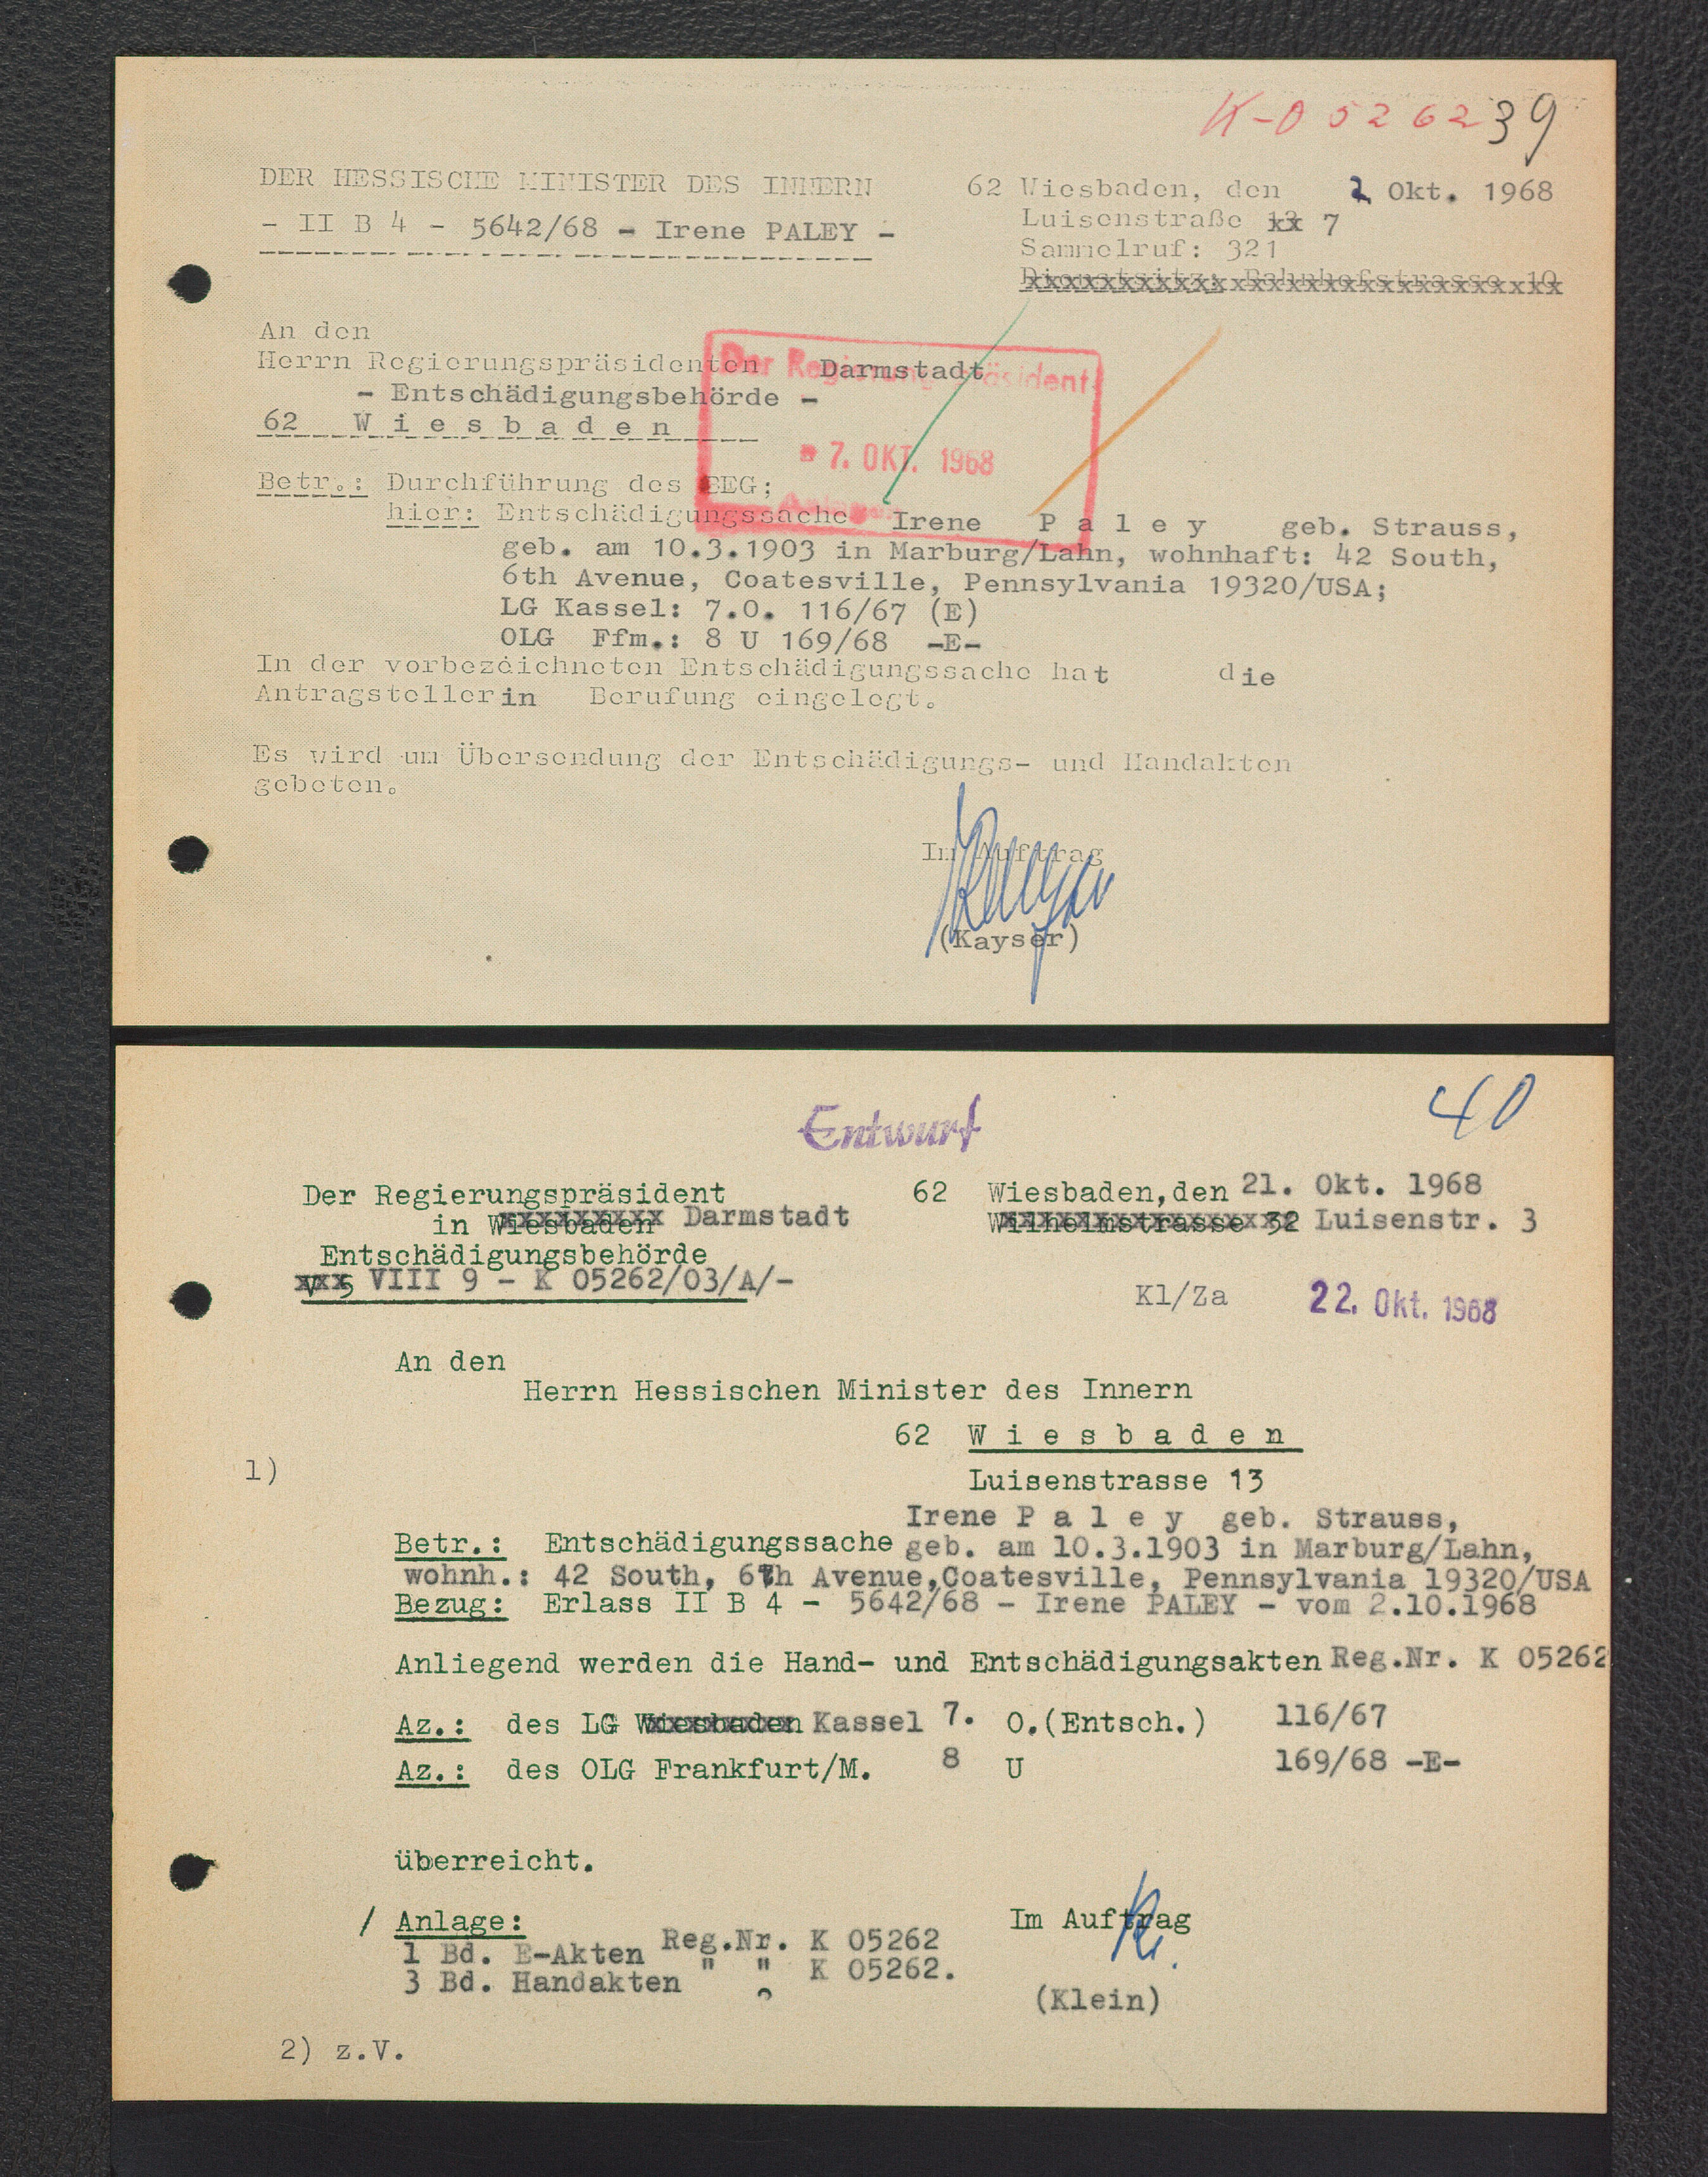 K-0 5262 39
DER HESSISCHE MINISTER DES INNERN
- II B 4 - 5642/68 - Irene PALEY -
62 Wiesbaden, den 2. Okt. 1968
Luisenstraße 13 7
Sammelruf: 321
Dienstsitz: Bahnhofstrasse 10
An den
Herrn Regierungspräsidenten Darmstadt
- Entschädigungsbehörde -
62 W i e s b a d e n
Der Regierungspräsident
7. OKT. 1968
Betr.: Durchführung des BEG;
hier: Entschädigungssache Irene P a l e y geb. Strauss,
geb. am 10.3.1903 in Marburg/Lahn, wohnhaft: 42 South,
6th Avenue, Coatesville, Pennsylvania 19320/USA;
LG Kassel: 7.O. 116/67 (E)
OLG Ffm.: 8 U 169/68 -E-
In der vorbezeichneten Entschädigungssache hat die
Antragstellerin Berufung eingelegt.
Es wird um Übersendung der Entschädigungs- und Handakten
gebeten.
Im Auftrag
(Kayser)
40
Entwurf
Der Regierungspräsident
in Wiesbaden Darmstadt
Entschädigungsbehörde
VIII 9 - K 05262/03/A/-
62 Wiesbaden,den 21. Okt. 1968
Wilhelmstrasse 32 Luisenstr. 3
Kl/Za 22. Okt. 1968
An den
Herrn Hessischen Minister des Innern
62 W i e s b a d e n
1)
Luisenstrasse 13
Irene P a l e y geb. Strauss,
Betr.: Entschädigungssache geb. am 10.3.1903 in Marburg/Lahn,
wohnh.: 42 South, 6th Avenue,Coatesville, Pennsylvania 19320/USA
Bezug: Erlass II B 4 - 5642/68 - Irene PALEY - vom 2.10.1968
Anliegend werden die Hand- und Entschädigungsakten Reg.Nr. K 05262
Az.: des LG Wiesbaden Kassel 7. O.(Entsch.) 116/67
Az.: des OLG Frankfurt/M. 8 U 169/68 -E-
überreicht.
/ Anlage:
1 Bd. E-Akten Reg.Nr. K 05262
3 Bd. Handakten " " K 05262.
Im Auftrag
Kl.
(Klein)
2) z.V.